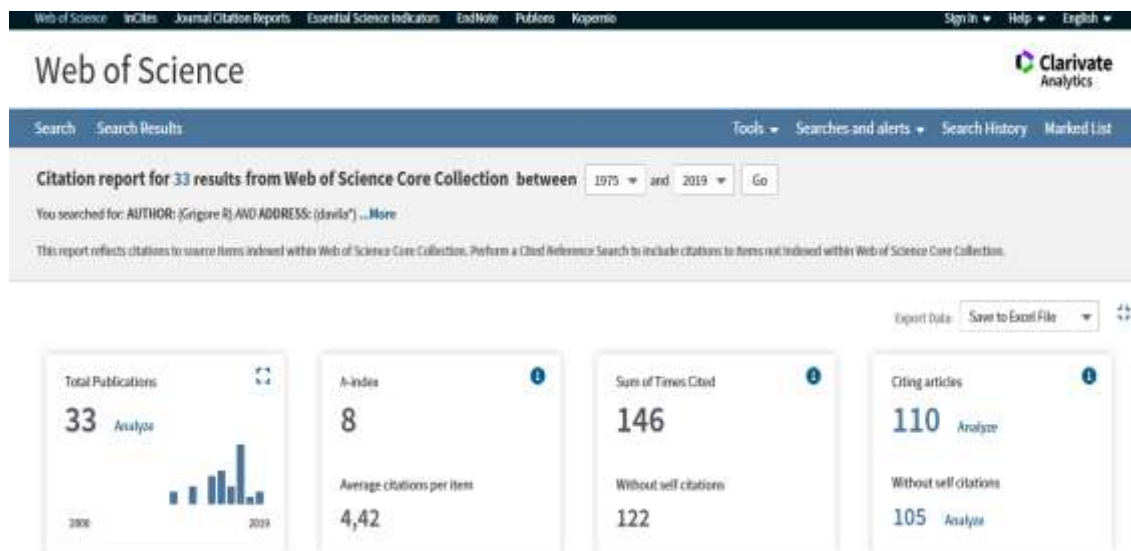 Web of Science InCites Journal Citation Reports Essential Science Indicators EndNote Publons Kopernio Sign In Help English
Web of Science
Clarivate
Analytics
Search Search Results Tools Searches and alerts Search History Marked List
Citation report for 33 results from Web of Science Core Collection between 1975 and 2019 Go
You searched for: AUTHOR: (Grigore R) AND ADDRESS: (davila*) ...More
This report reflects citations to source items indexed within Web of Science Core Collection. Perform a Cited Reference Search to include citations to items not indexed within Web of Science Core Collection.
Export Data: Save to Excel File
Total Publications
33 Analyze
2000 2019
h-index
8
Average citations per item
4,42
Sum of Times Cited
146
Without self citations
122
Citing articles
110 Analyze
Without self citations
105 Analyze